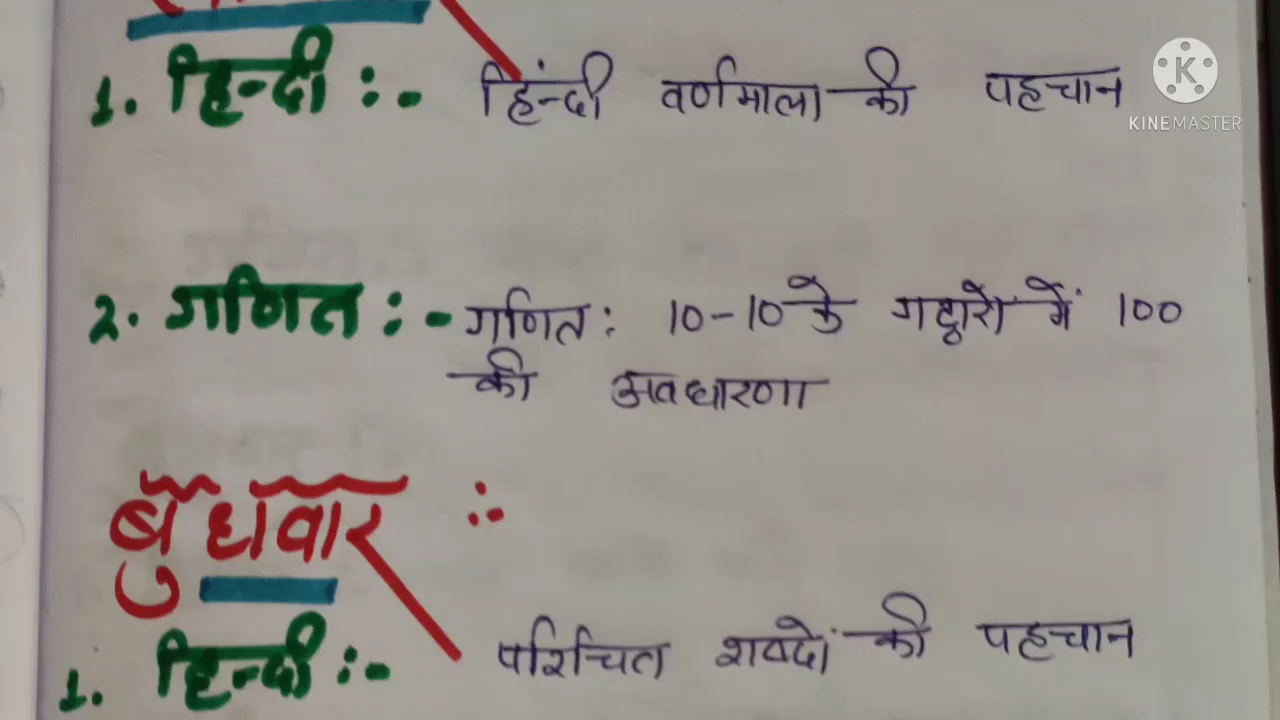 1. हिन्दी :- हिंन्दी वर्णमाला की पहचान
KINEMASTER
2. गणित :- गणित: 10-10 के गट्ठारों में 100
की अवधारणा
बुधवार :-
1. हिन्दी :- परिचित शब्दों की पहचान